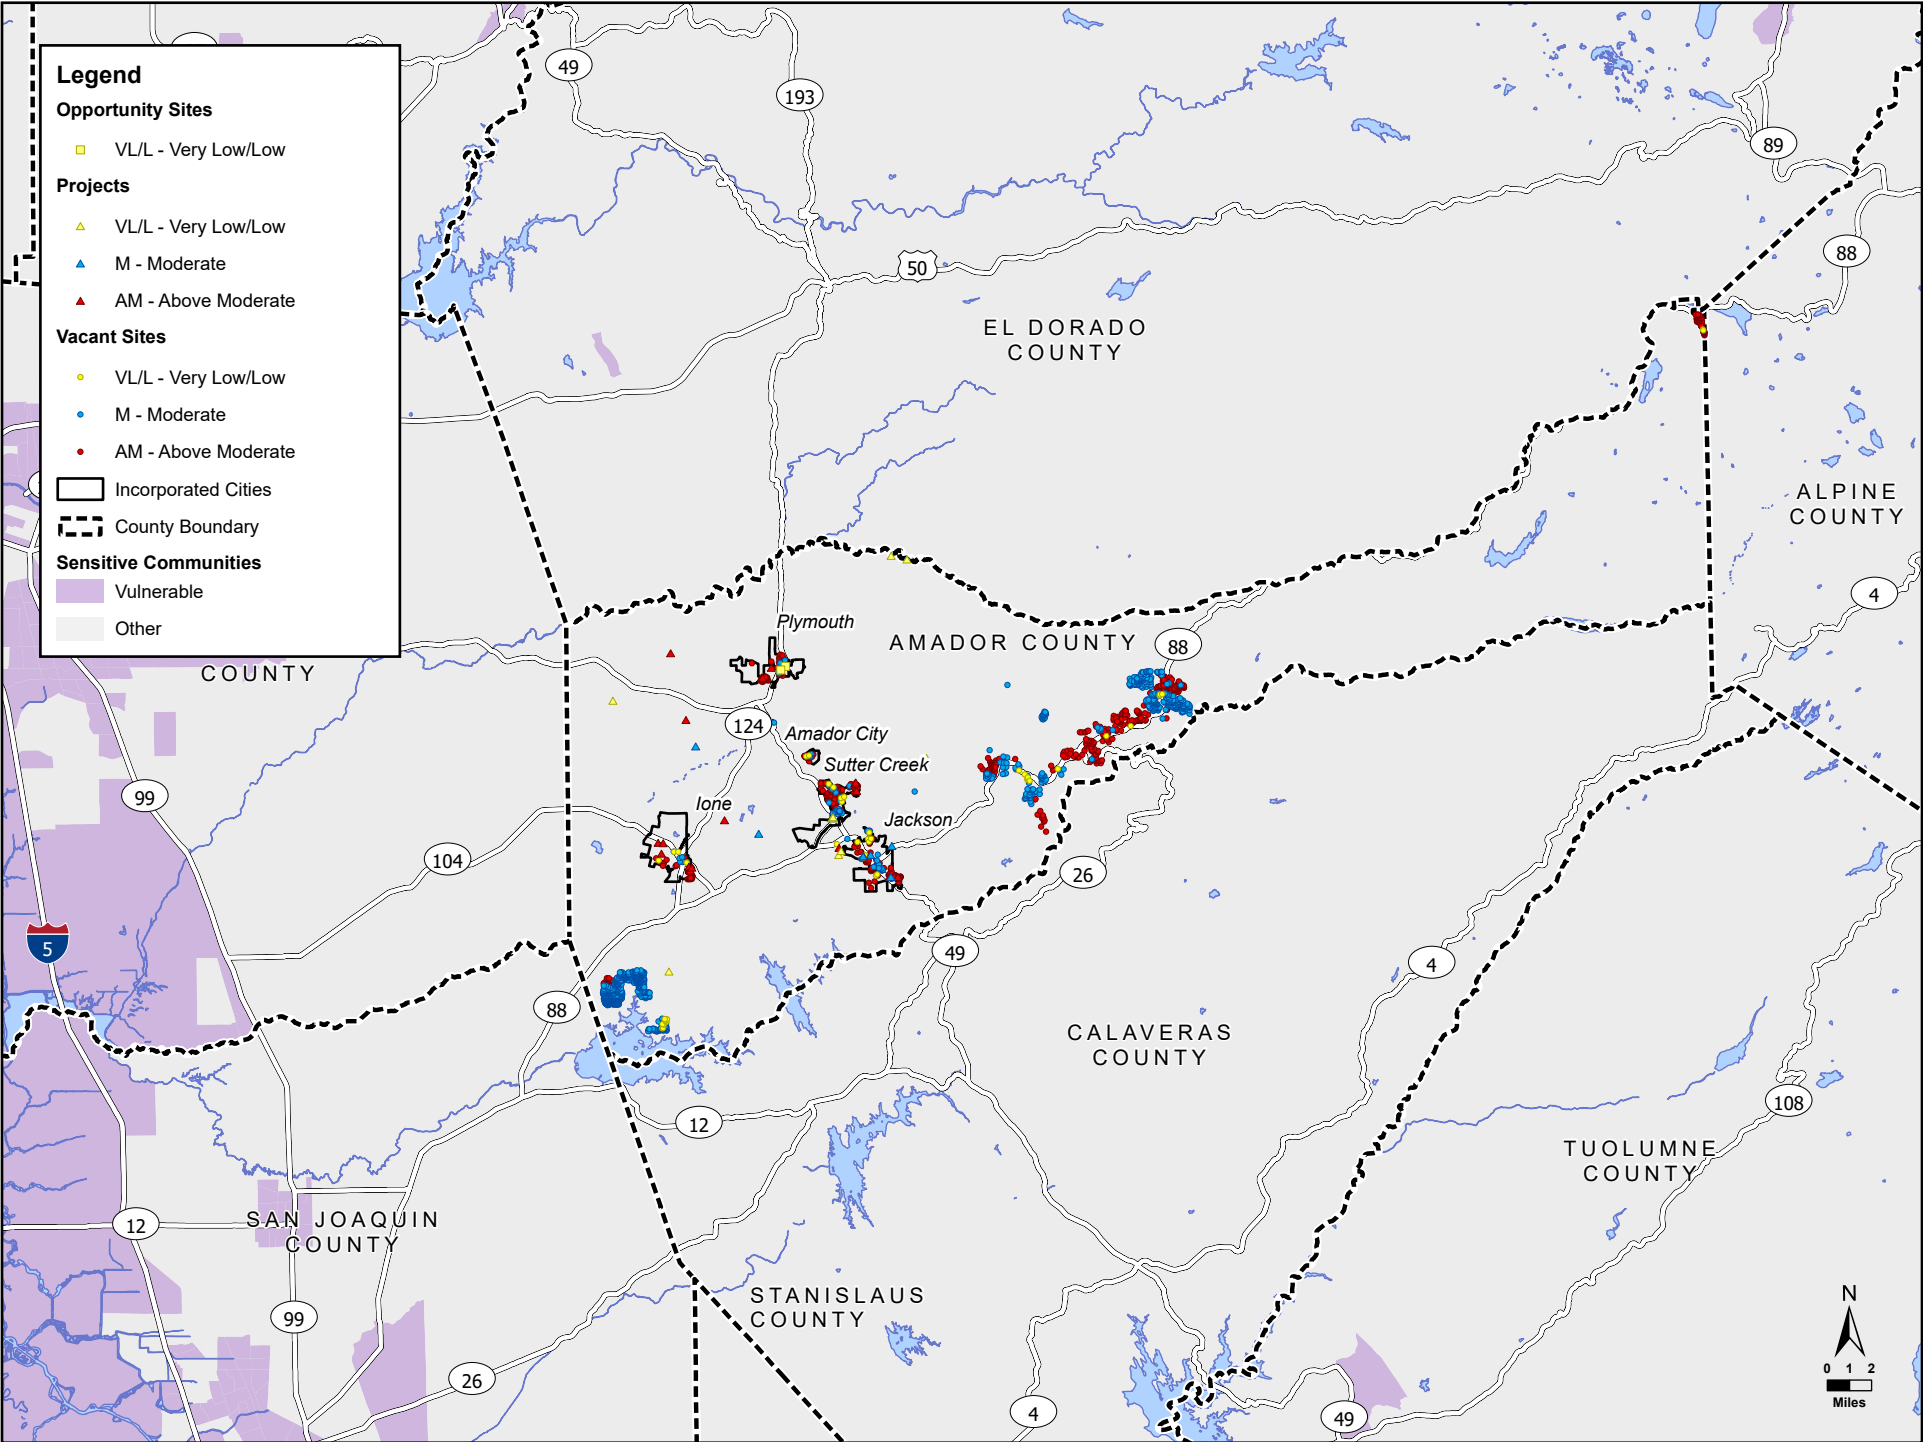 Legend
Opportunity Sites
VL/L - Very Low/Low
Projects
VL/L - Very Low/Low
M - Moderate
AM - Above Moderate
Vacant Sites
VL/L - Very Low/Low
M - Moderate
AM - Above Moderate
Incorporated Cities
County Boundary
Sensitive Communities
Vulnerable
Other
49
193
89
50
88
EL DORADO
COUNTY
ALPINE
COUNTY
4
Plymouth
AMADOR COUNTY
88
COUNTY
124
Amador City
Sutter Creek
99
Ione
Jackson
104
26
5
49
4
88
CALAVERAS
COUNTY
108
12
TUOLUMNE
COUNTY
12
SAN JOAQUIN
COUNTY
STANISLAUS
COUNTY
99
26
4
49
N
0 1 2
Miles